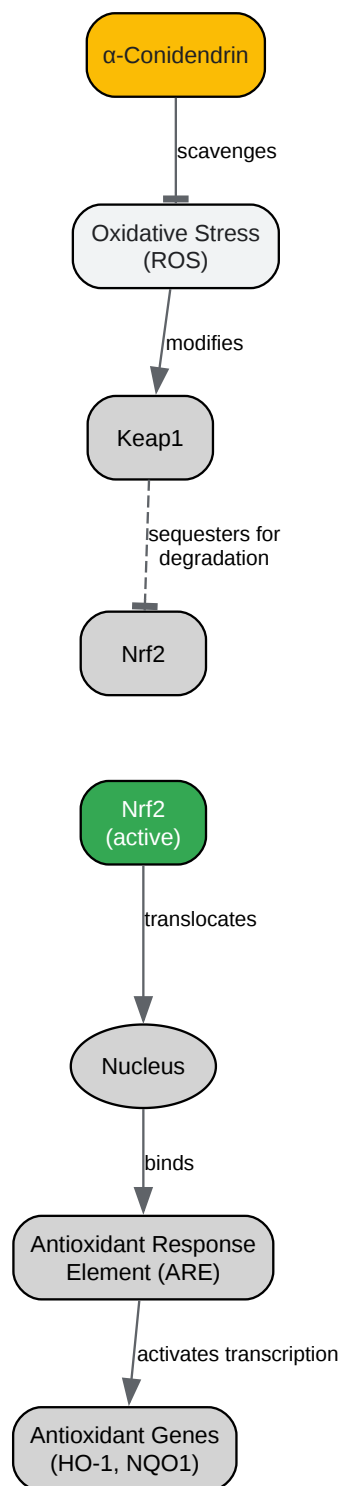 α-Conidendrin
scavenges
Oxidative Stress
(ROS)
modifies
Keap1
sequesters for
degradation
Nrf2
Nrf2
(active)
translocates
Nucleus
binds
Antioxidant Response
Element (ARE)
activates transcription
Antioxidant Genes
(HO-1, NQO1)